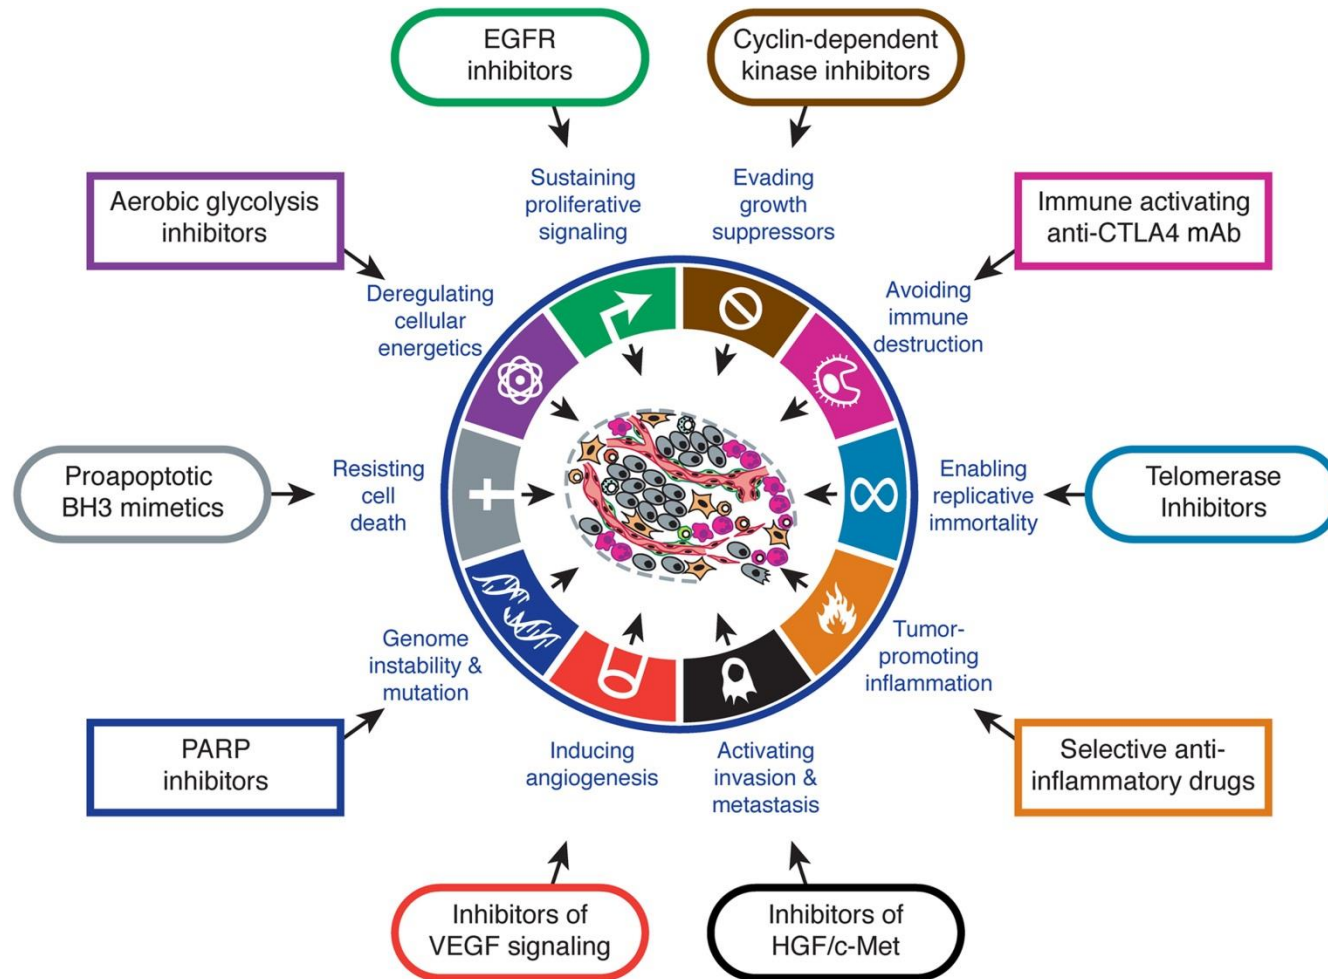 EGFR
inhibitors
Cyclin-dependent
kinase inhibitors
Sustaining
proliferative
signaling
Evading
growth
suppressors
Aerobic glycolysis
inhibitors
Immune activating
anti-CTLA4 mAb
Deregulating
cellular
energetics
Avoiding
immune
destruction
Proapoptotic
BH3 mimetics
Resisting
cell
death
Enabling
replicative
immortality
Telomerase
Inhibitors
Genome
instability &
mutation
Tumor-
promoting
inflammation
PARP
inhibitors
Inducing
angiogenesis
Activating
invasion &
metastasis
Selective anti-
inflammatory drugs
Inhibitors of
VEGF signaling
Inhibitors of
HGF/c-Met